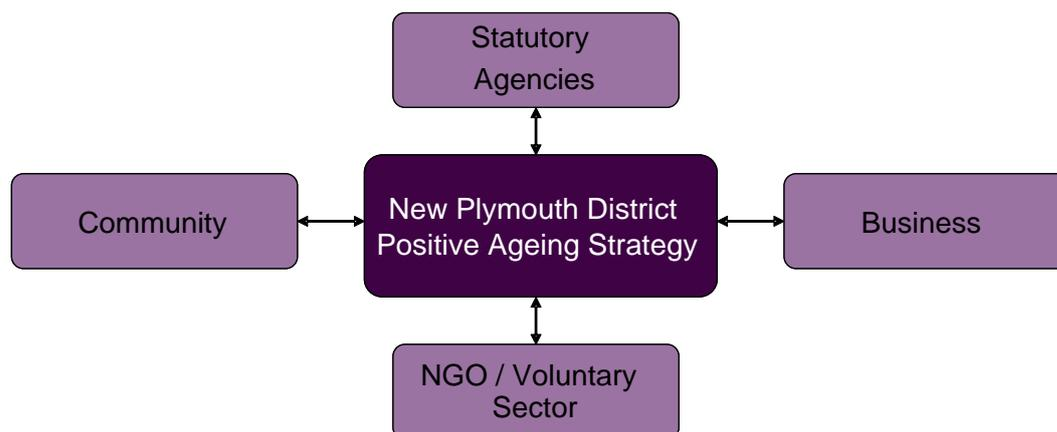 Statutory
Agencies
Community
New Plymouth District
Positive Ageing Strategy
Business
NGO / Voluntary
Sector